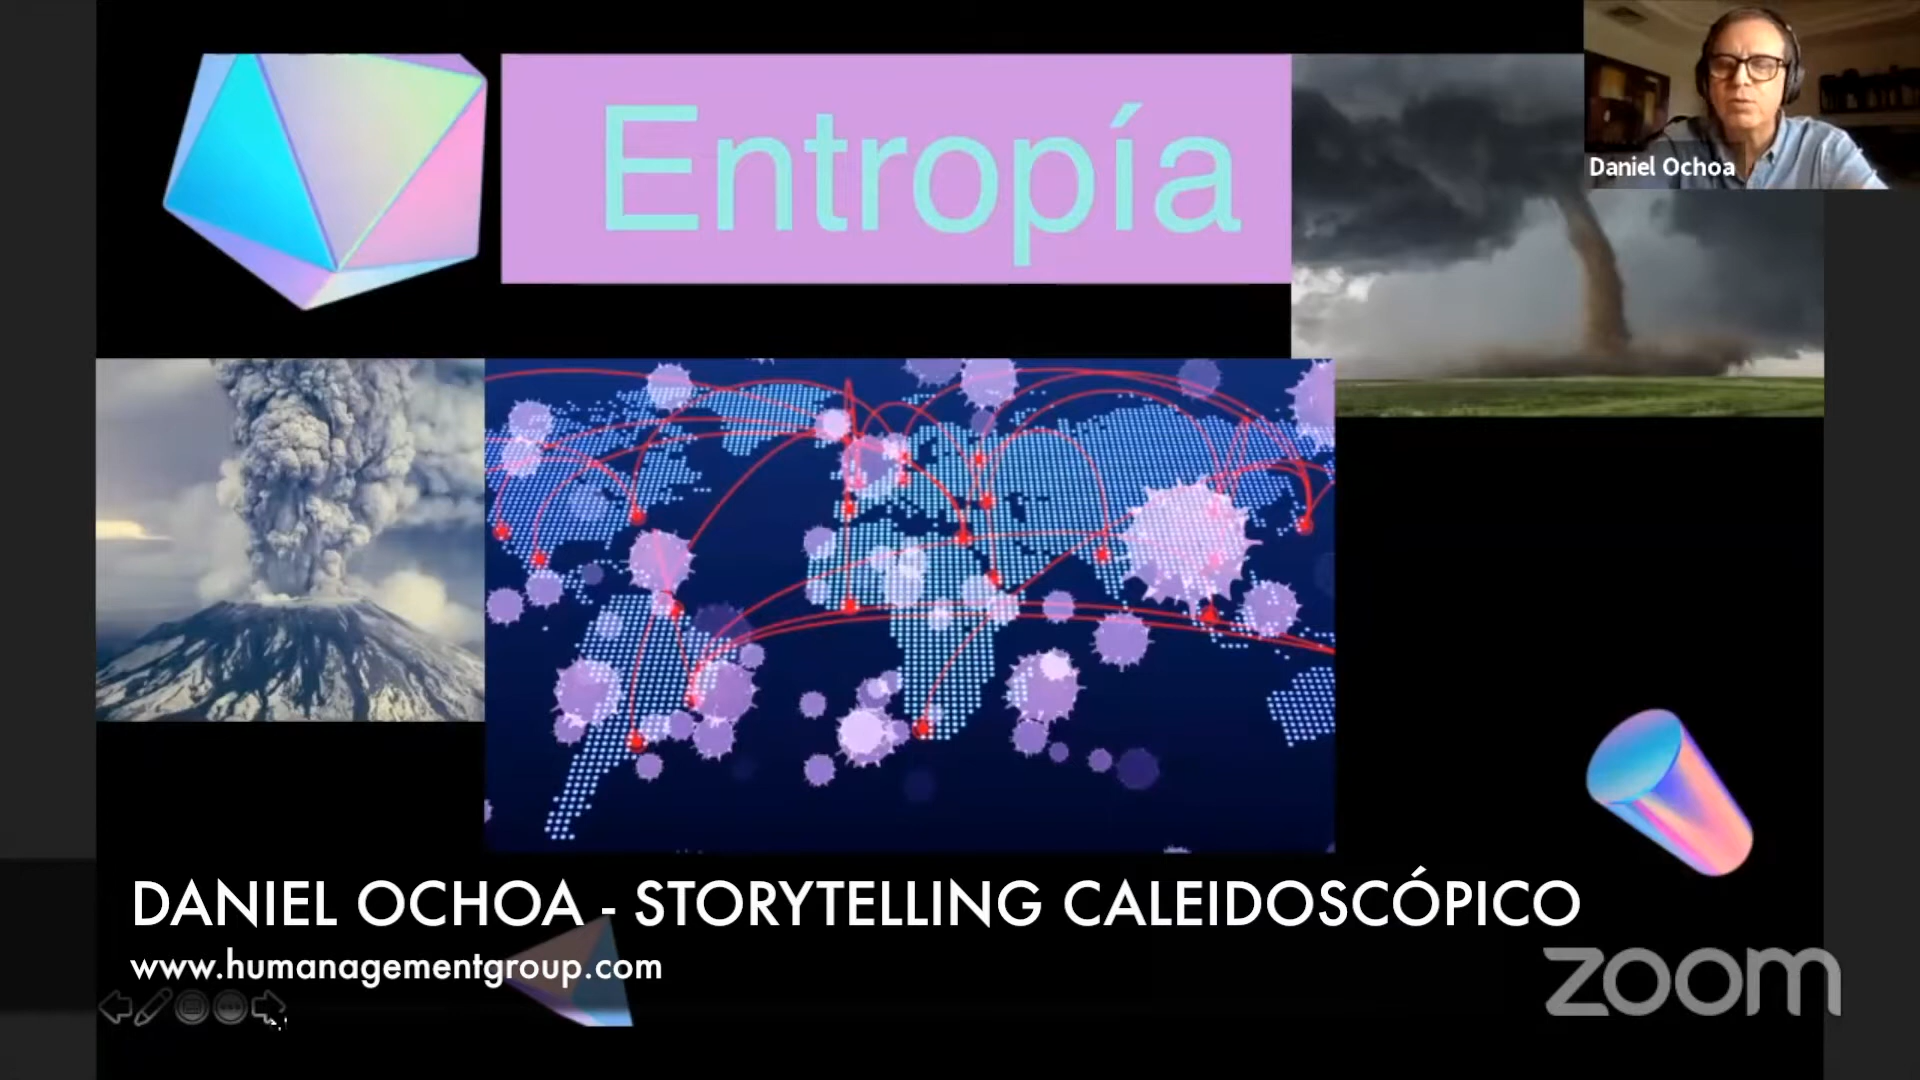 Entropía
Daniel Ochoa
DANIEL OCHOA - STORYTELLING CALEIDOSCÓPICO
www.humanagementgroup.com
zoom